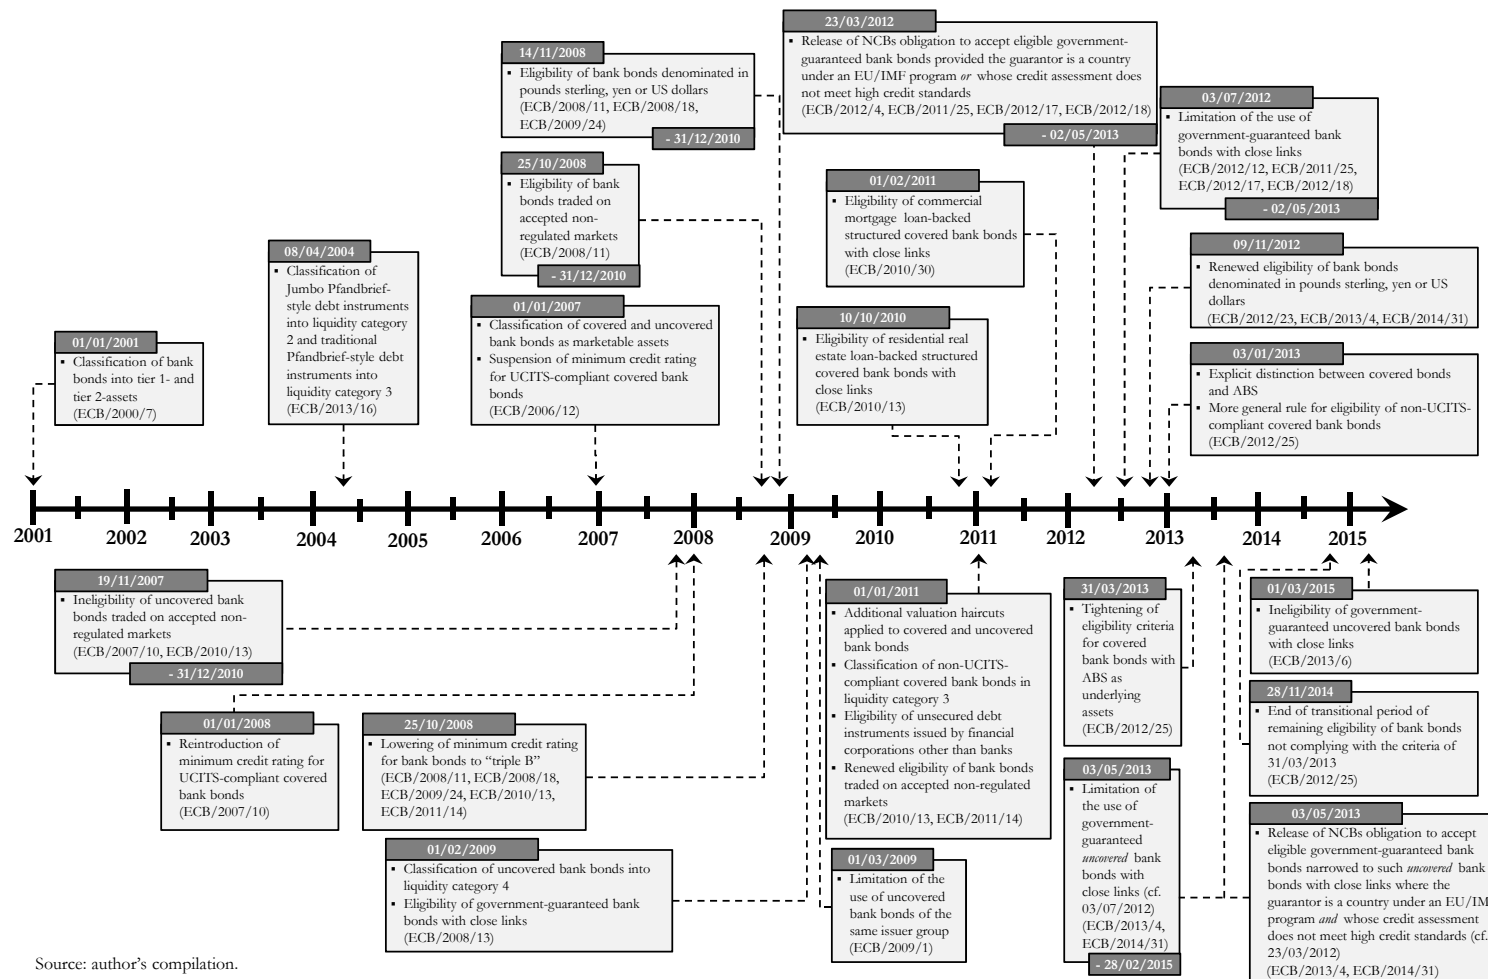 14/11/2008
▪ Eligibility of bank bonds denominated in
pounds sterling, yen or US dollars
(ECB/2008/11, ECB/2008/18,
ECB/2009/24)
- 31/12/2010
23/03/2012
▪ Release of NCBs obligation to accept eligible government-
guaranteed bank bonds provided the guarantor is a country
under an EU/IMF program or whose credit assessment does
not meet high credit standards
(ECB/2012/4, ECB/2011/25, ECB/2012/17, ECB/2012/18)
- 02/05/2013
03/07/2012
▪ Limitation of the use of
government-guaranteed bank
bonds with close links
(ECB/2012/12, ECB/2011/25,
ECB/2012/17, ECB/2012/18)
- 02/05/2013
25/10/2008
▪ Eligibility of bank
bonds traded on
accepted non-
regulated markets
(ECB/2008/11)
- 31/12/2010
01/02/2011
▪ Eligibility of commercial
mortgage loan-backed
structured covered bank bonds
with close links
(ECB/2010/30)
08/04/2004
▪ Classification of
Jumbo Pfandbrief-
style debt instruments
into liquidity category
2 and traditional
Pfandbrief-style debt
instruments into
liquidity category 3
(ECB/2013/16)
09/11/2012
▪ Renewed eligibility of bank bonds
denominated in pounds sterling, yen or US
dollars
(ECB/2012/23, ECB/2013/4, ECB/2014/31)
01/01/2007
▪ Classification of covered and uncovered
bank bonds as marketable assets
▪ Suspension of minimum credit rating
for UCITS-compliant covered bank
bonds
(ECB/2006/12)
10/10/2010
▪ Eligibility of residential real
estate loan-backed structured
covered bank bonds with
close links
(ECB/2010/13)
01/01/2001
▪ Classification of bank
bonds into tier 1- and
tier 2-assets
(ECB/2000/7)
03/01/2013
▪ Explicit distinction between covered bonds
and ABS
▪ More general rule for eligibility of non-UCITS-
compliant covered bank bonds
(ECB/2012/25)
2001 2002 2003 2004 2005 2006 2007 2008 2009 2010 2011 2012 2013 2014 2015
19/11/2007
▪ Ineligibility of uncovered bank
bonds traded on accepted non-
regulated markets
(ECB/2007/10, ECB/2010/13)
- 31/12/2010
01/01/2011
▪ Additional valuation haircuts
applied to covered and uncovered
bank bonds
▪ Classification of non-UCITS-
compliant covered bank bonds in
liquidity category 3
▪ Eligibility of unsecured debt
instruments issued by financial
corporations other than banks
▪ Renewed eligibility of bank bonds
traded on accepted non-regulated
markets
(ECB/2010/13, ECB/2011/14)
31/03/2013
▪ Tightening of
eligibility criteria
for covered
bank bonds with
ABS as
underlying
assets
(ECB/2012/25)
01/03/2015
▪ Ineligibility of government-
guaranteed uncovered bank bonds
with close links
(ECB/2013/6)
28/11/2014
▪ End of transitional period of
remaining eligibility of bank bonds
not complying with the criteria of
31/03/2013
(ECB/2012/25)
01/01/2008
▪ Reintroduction of
minimum credit rating for
UCITS-compliant covered
bank bonds
(ECB/2007/10)
25/10/2008
▪ Lowering of minimum credit rating
for bank bonds to “triple B”
(ECB/2008/11, ECB/2008/18,
ECB/2009/24, ECB/2010/13,
ECB/2011/14)
03/05/2013
▪ Limitation of
the use of
government-
guaranteed
uncovered bank
bonds with
close links (cf.
03/07/2012)
(ECB/2013/4,
ECB/2014/31)
- 28/02/2015
03/05/2013
▪ Release of NCBs obligation to accept
eligible government-guaranteed bank
bonds narrowed to such uncovered bank
bonds with close links where the
guarantor is a country under an EU/IM
program and whose credit assessment
does not meet high credit standards (cf.
23/03/2012)
(ECB/2013/4, ECB/2014/31)
01/02/2009
▪ Classification of uncovered bank bonds into
liquidity category 4
▪ Eligibility of government-guaranteed bank
bonds with close links
(ECB/2008/13)
01/03/2009
▪ Limitation of the
use of uncovered
bank bonds of the
same issuer group
(ECB/2009/1)
Source: author’s compilation.